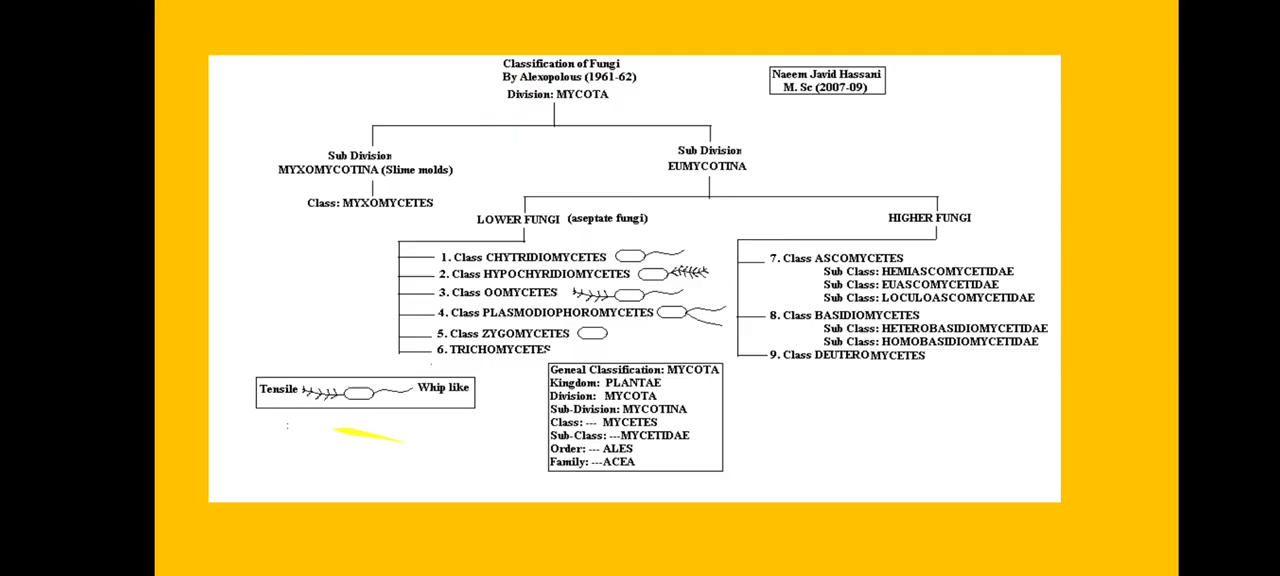 Classification of Fungi
By Alexopolous (1961-62)
Division: MYCOTA
Naeem Javid Hassani
M. Sc (2007-09)
Sub Division
MYXOMYCOTINA (Slime molds)
Class: MYXOMYCETES
Sub Division
EUMYCOTINA
LOWER FUNGI (aseptate fungi)
1. Class CHYTRIDIOMYCETES
2. Class HYPOCHYRIDIOMYCETES
3. Class OOMYCETES
4. Class PLASMODIOPHOROMYCETES
5. Class ZYGOMYCETES
6. TRICHOMYCETES
HIGHER FUNGI
7. Class ASCOMYCETES
Sub Class: HEMIASCOMYCETIDAE
Sub Class: EUASCOMYCETIDAE
Sub Class: LOCULOASCOMYCETIDAE
8. Class BASIDIOMYCETES
Sub Class: HETEROBASIDIOMYCETIDAE
Sub Class: HOMOBASIDIOMYCETIDAE
9. Class DEUTEROMYCETES
Tensile Whip like
Geneal Classification: MYCOTA
Kingdom: PLANTAE
Division: MYCOTA
Sub-Division: MYCOTINA
Class: --- MYCETES
Sub-Class: ---MYCETIDAE
Order: --- ALES
Family: ---ACEA